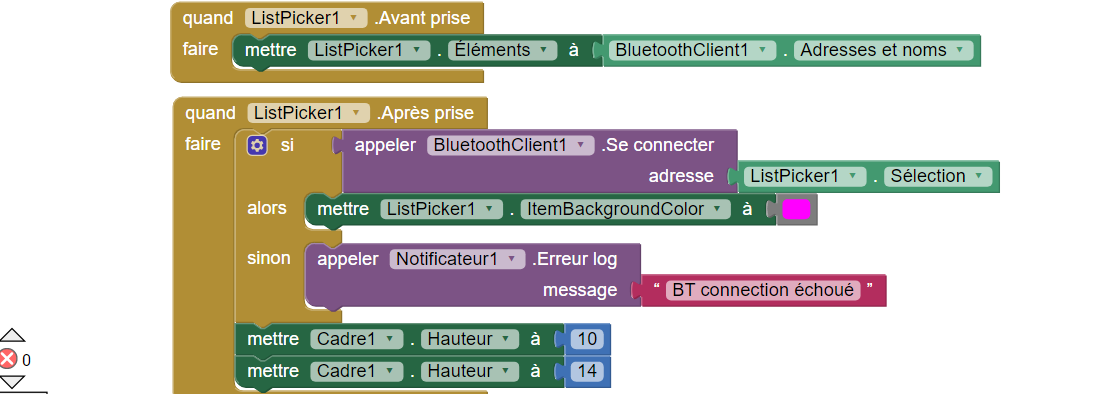 quand ListPicker1 .Avant prise
faire mettre ListPicker1 . Éléments à BluetoothClient1 . Adresses et noms
quand ListPicker1 .Après prise
faire si appeler BluetoothClient1 .Se connecter
adresse ListPicker1 . Sélection
alors mettre ListPicker1 . ItemBackgroundColor à
sinon appeler Notificateur1 .Erreur log
message “ BT connection échoué ”
mettre Cadre1 . Hauteur à 10
0
mettre Cadre1 . Hauteur à 14